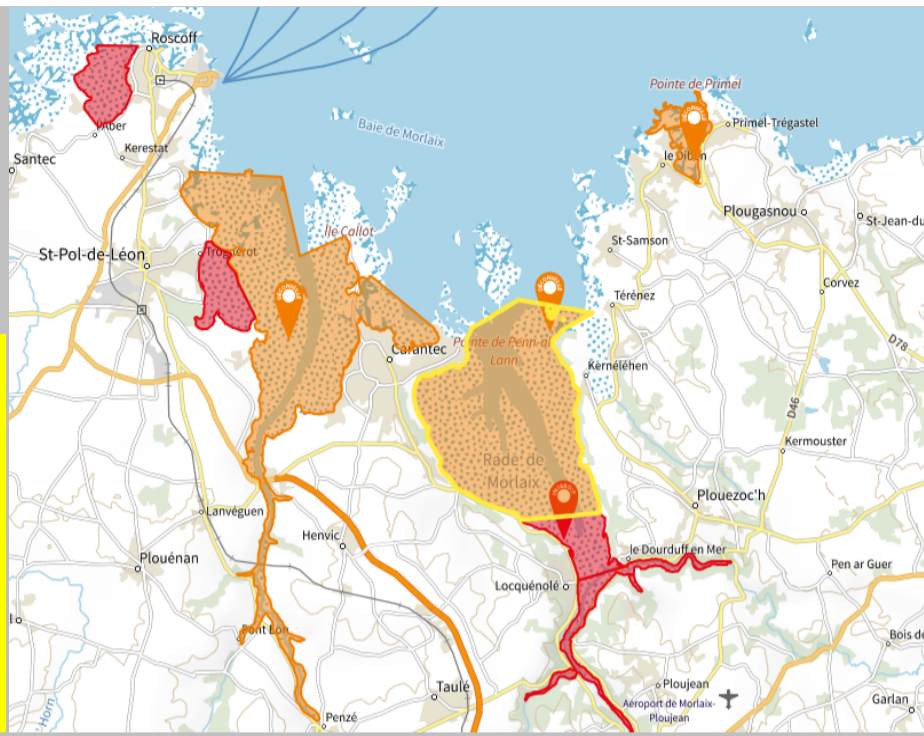 Roscoff
Pointe de Primel
l'Aber
Baie de Morlaix
Primel-Trégastel
Kerestat
Santec
le Diben
Plougasnou
St-Jean-du
Île Callot
St-Samson
St-Pol-de-Léon
DÉCONSEILLÉ
Térénez
Corvez
Pointe de Penn-al-
Lann
Carantec
Kernéléhen
D78
D46
Kermouster
Rade de
Morlaix
Plouezoc'h
Lanvéguen
Henvic
le Dourduff en Mer
Plouénan
Locquénolé
Pen ar Guer
Pont Éon
Bois de
Ploujean
Taulé
Aéroport de Morlaix-
Ploujean
Garlan
Horn
Penzé